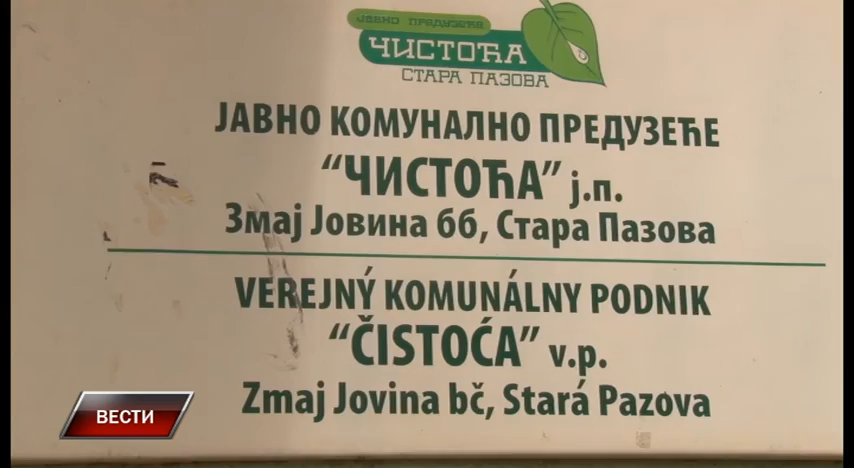 ЈАВНО ПРЕДУЗЕЋЕ
ЧИСТОЋА
СТАРА ПАЗОВА
ЈАВНО КОМУНАЛНО ПРЕДУЗЕЋЕ
“ЧИСТОЋА” ј.п.
Змај Јовина бб, Стара Пазова
VEREJNÝ KOMUNÁLNY PODNIK
“ČISTOĆA” v.p.
Zmaj Jovina bč, Stará Pazova
ВЕСТИ